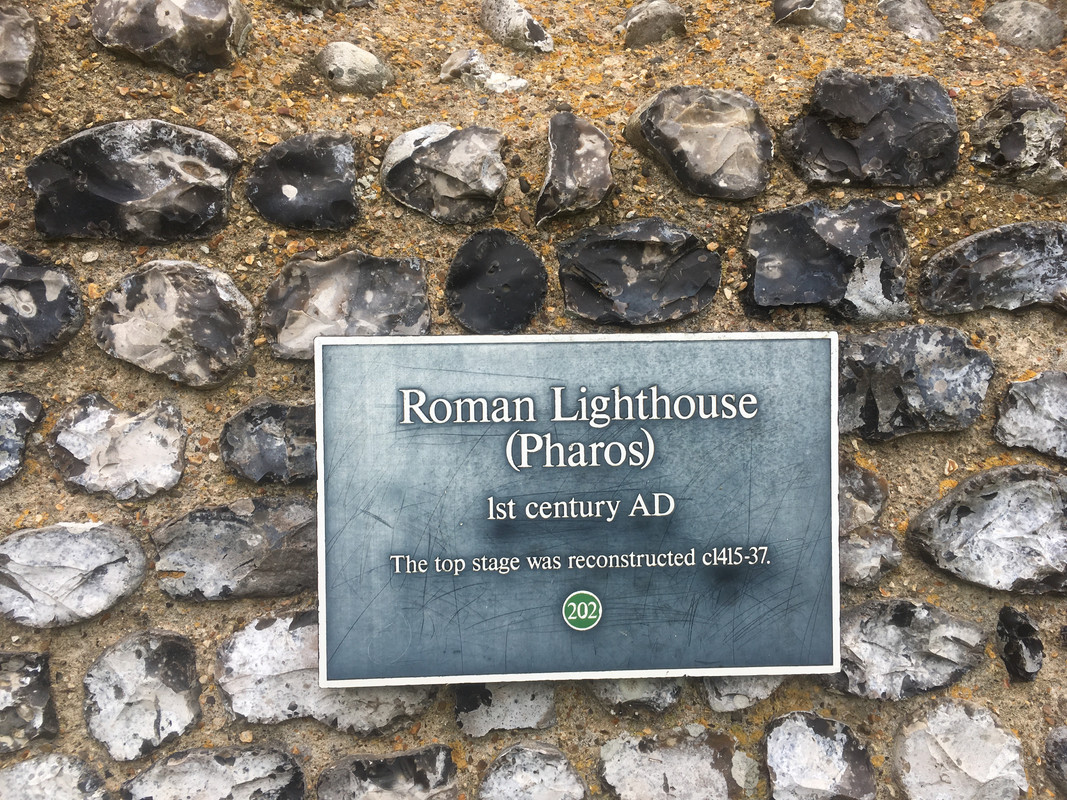 Roman Lighthouse
(Pharos)
1st century AD
The top stage was reconstructed c1415-37.
202